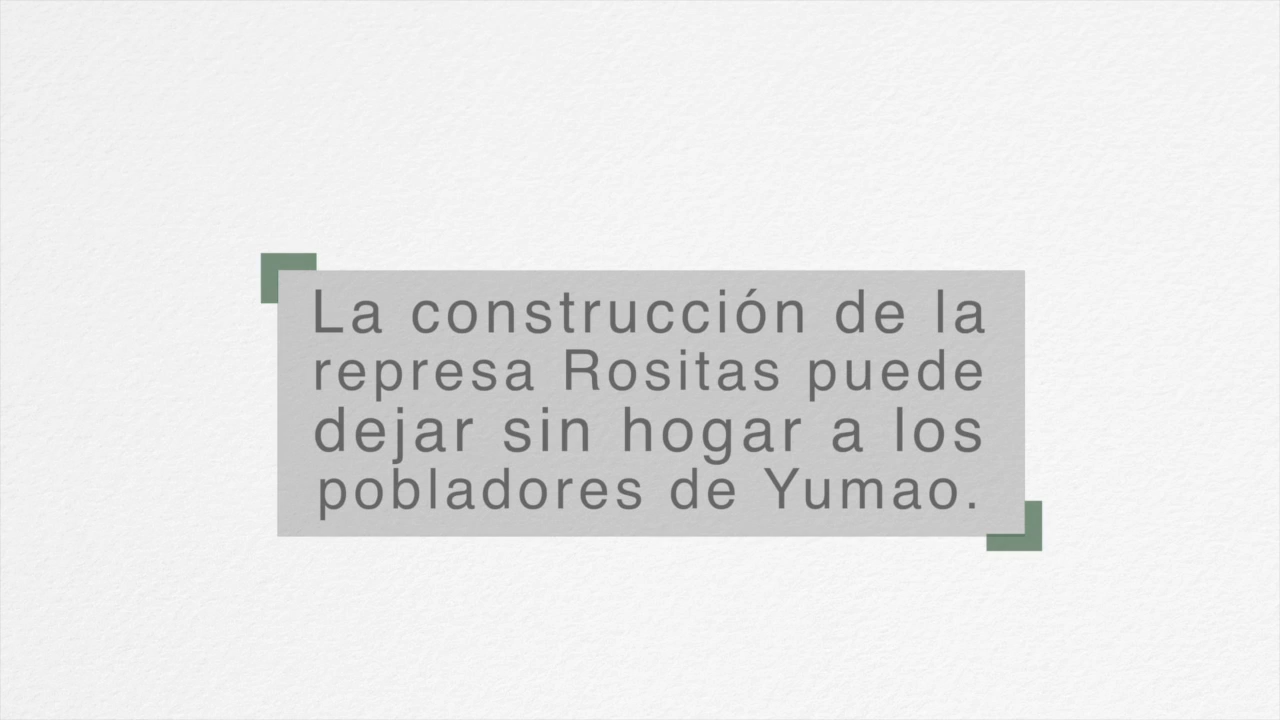 La construcción de la
represa Rositas puede
dejar sin hogar a los
pobladores de Yumao.